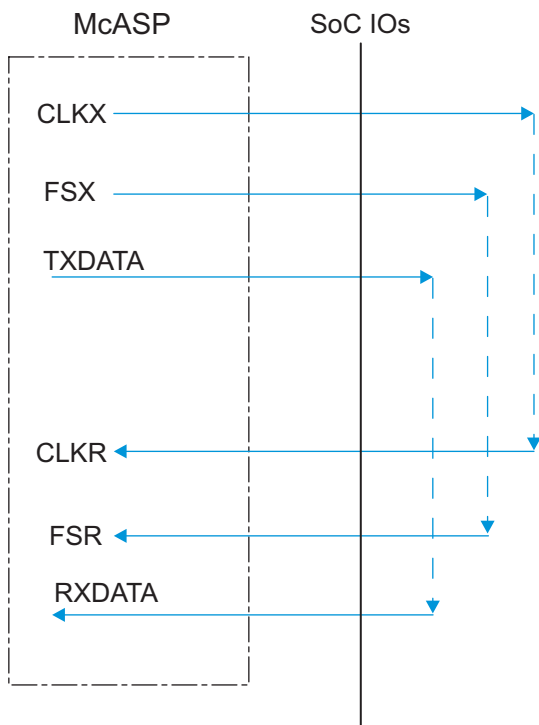 McASP
SoC IOs
CLKX
FSX
TXDATA
CLKR
FSR
RXDATA